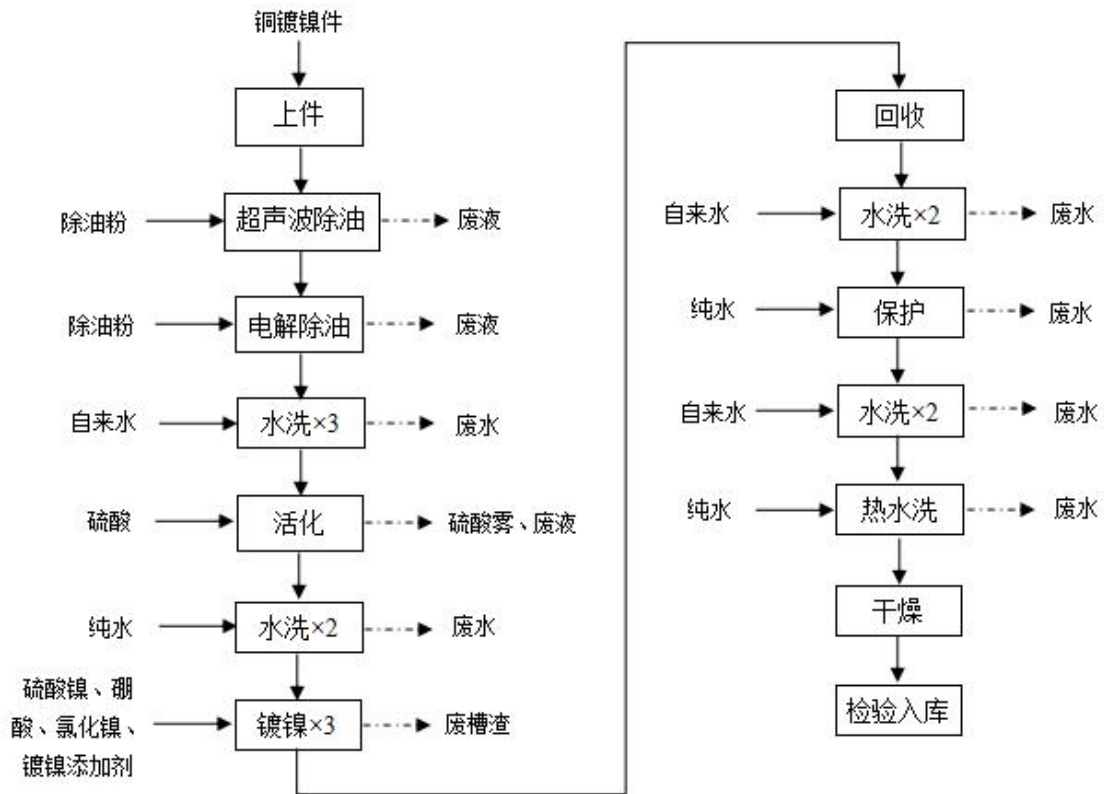 铜镀镍件
上件
除油粉
超声波除油
废液
除油粉
电解除油
废液
自来水
水洗×3
废水
硫酸
活化
硫酸雾、废液
纯水
水洗×2
废水
硫酸镍、硼
酸、氯化镍、
镀镍添加剂
镀镍×3
废槽渣
回收
自来水
水洗×2
废水
纯水
保护
废水
自来水
水洗×2
废水
纯水
热水洗
废水
干燥
检验入库